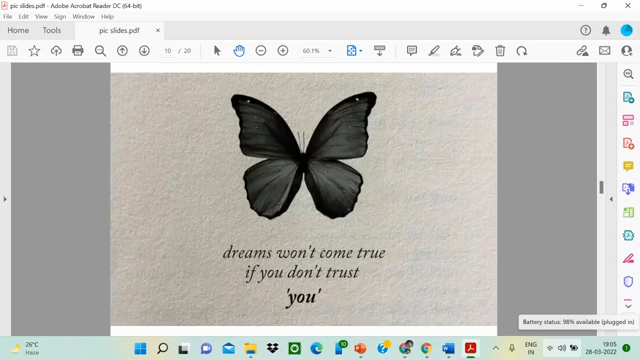 pic slides.pdf - Adobe Acrobat Reader DC (64-bit)
File Edit View Sign Window Help
Home Tools pic slides.pdf ×
10 / 20 60.1%
dreams won't come true
if you don't trust
'you'
Battery status: 98% available (plugged in)
26°C
Haze
ENG
IN
19:05
28-03-2022